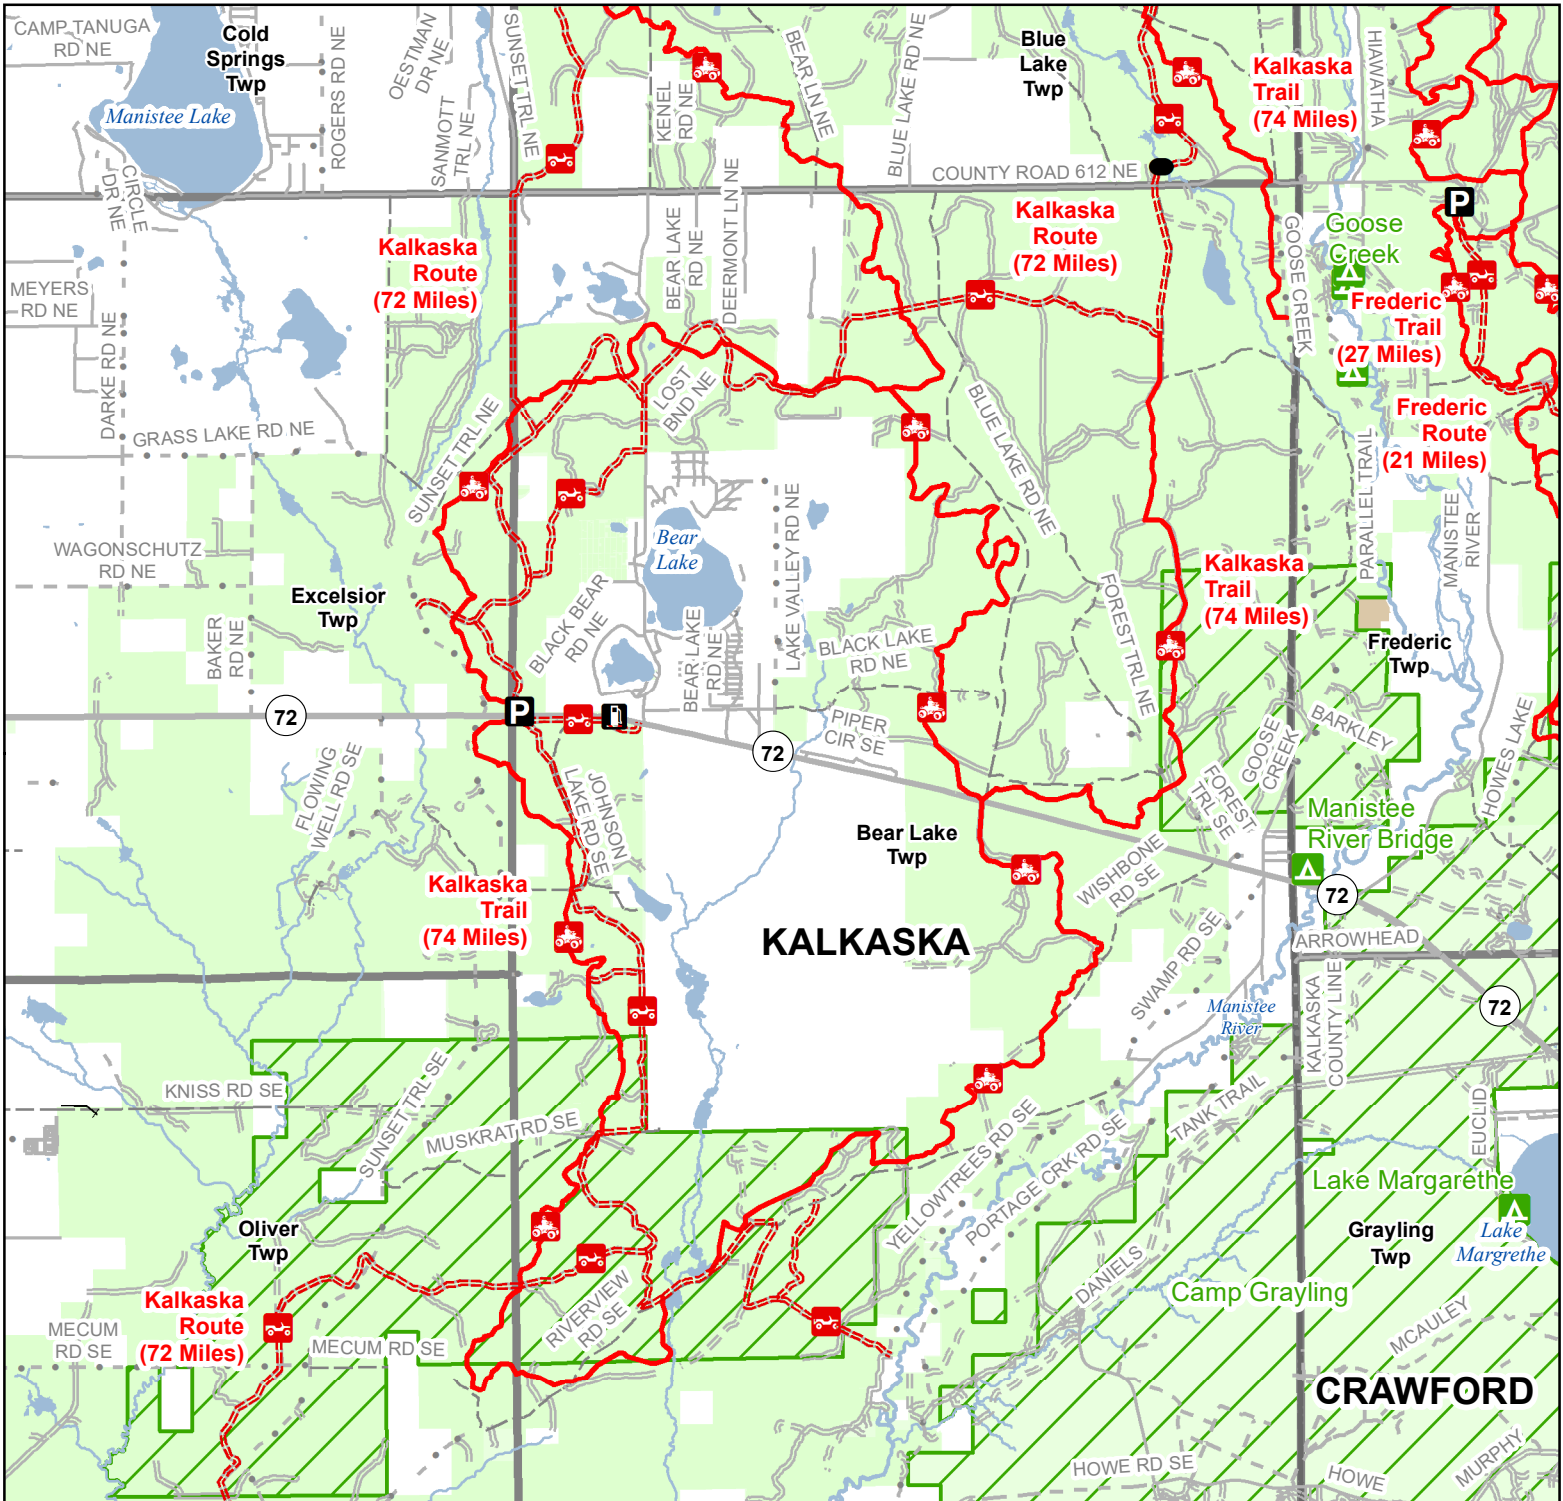 CAMP TANUGA
RD NE
Cold
Springs
Twp
Manistee Lake
ROGERS RD NE
OESTMAN
DR NE
SANMOTT
TRL NE
SUNSET TRL NE
KENEL
RD NE
BEAR LN NE
BLUE LAKE RD NE
Blue
Lake
Twp
Kalkaska
Trail
(74 Miles)
HIAWATHA
CIRCLE
DR NE
COUNTY ROAD 612 NE
P
Kalkaska
Route
(72 Miles)
BEAR LAKE
RD NE
DEERMONT LN NE
Kalkaska
Route
(72 Miles)
GOOSE CREEK
Goose
Creek
MEYERS
RD NE
DARKE RD NE
Frederic
Trail
(27 Miles)
LOST
BND NE
GRASS LAKE RD NE
SUNSET TRL NE
BLUE LAKE RD NE
Frederic
Route
(21 Miles)
PARALLEL TRAIL
MANISTEE
RIVER
Bear
Lake
LAKE VALLEY RD NE
WAGONSCHUTZ
RD NE
Excelsior
Twp
BAKER
RD NE
BLACK BEAR
RD NE
BEAR LAKE
RD NE
BLACK LAKE
RD NE
FOREST TRL NE
Kalkaska
Trail
(74 Miles)
Frederic
Twp
72
P
72
PIPER
CIR SE
GOOSE
CREEK
BARKLEY
HOWES LAKE
FLOWING
WELL RD SE
JOHNSON
LAKE RD SE
FOREST
TRL SE
Manistee
River Bridge
Bear Lake
Twp
WISHBONE
RD SE
72
Kalkaska
Trail
(74 Miles)
KALKASKA
SWAMP RD SE
ARROWHEAD
Manistee
River
KALKASKA
COUNTY LINE
72
KNISS RD SE
SUNSET TRL SE
MUSKRAT RD SE
YELLOWTREES RD SE
PORTAGE CRK RD SE
TANK TRAIL
EUCLID
Lake Margarethe
Oliver
Twp
Grayling
Twp
Lake
Margrethe
Kalkaska
Route
(72 Miles)
RIVERVIEW
RD SE
DANIELS
Camp Grayling
MECUM
RD SE
MECUM RD SE
MCAULEY
CRAWFORD
HOWE RD SE
HOWE
MURPHY